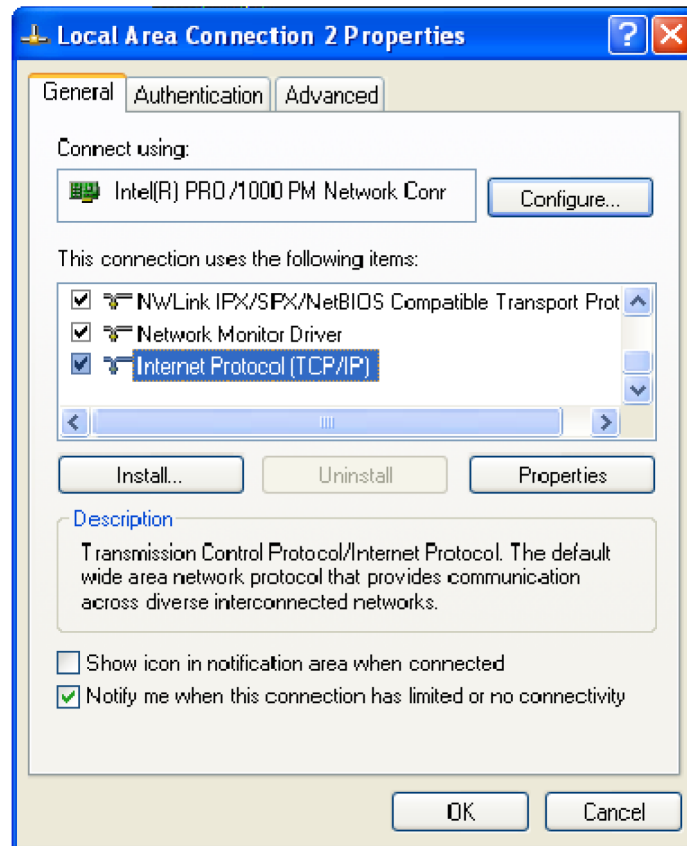 Local Area Connection 2 Properties
General Authentication Advanced
Connect using:
Intel(R) PRO/1000 PM Network Conr
Configure...
This connection uses the following items:
NWLink IPX/SPX/NetBIOS Compatible Transport Prot
Network Monitor Driver
Internet Protocol (TCP/IP)
Install... Uninstall Properties
Description
Transmission Control Protocol/Internet Protocol. The default
wide area network protocol that provides communication
across diverse interconnected networks.
Show icon in notification area when connected
Notify me when this connection has limited or no connectivity
OK Cancel